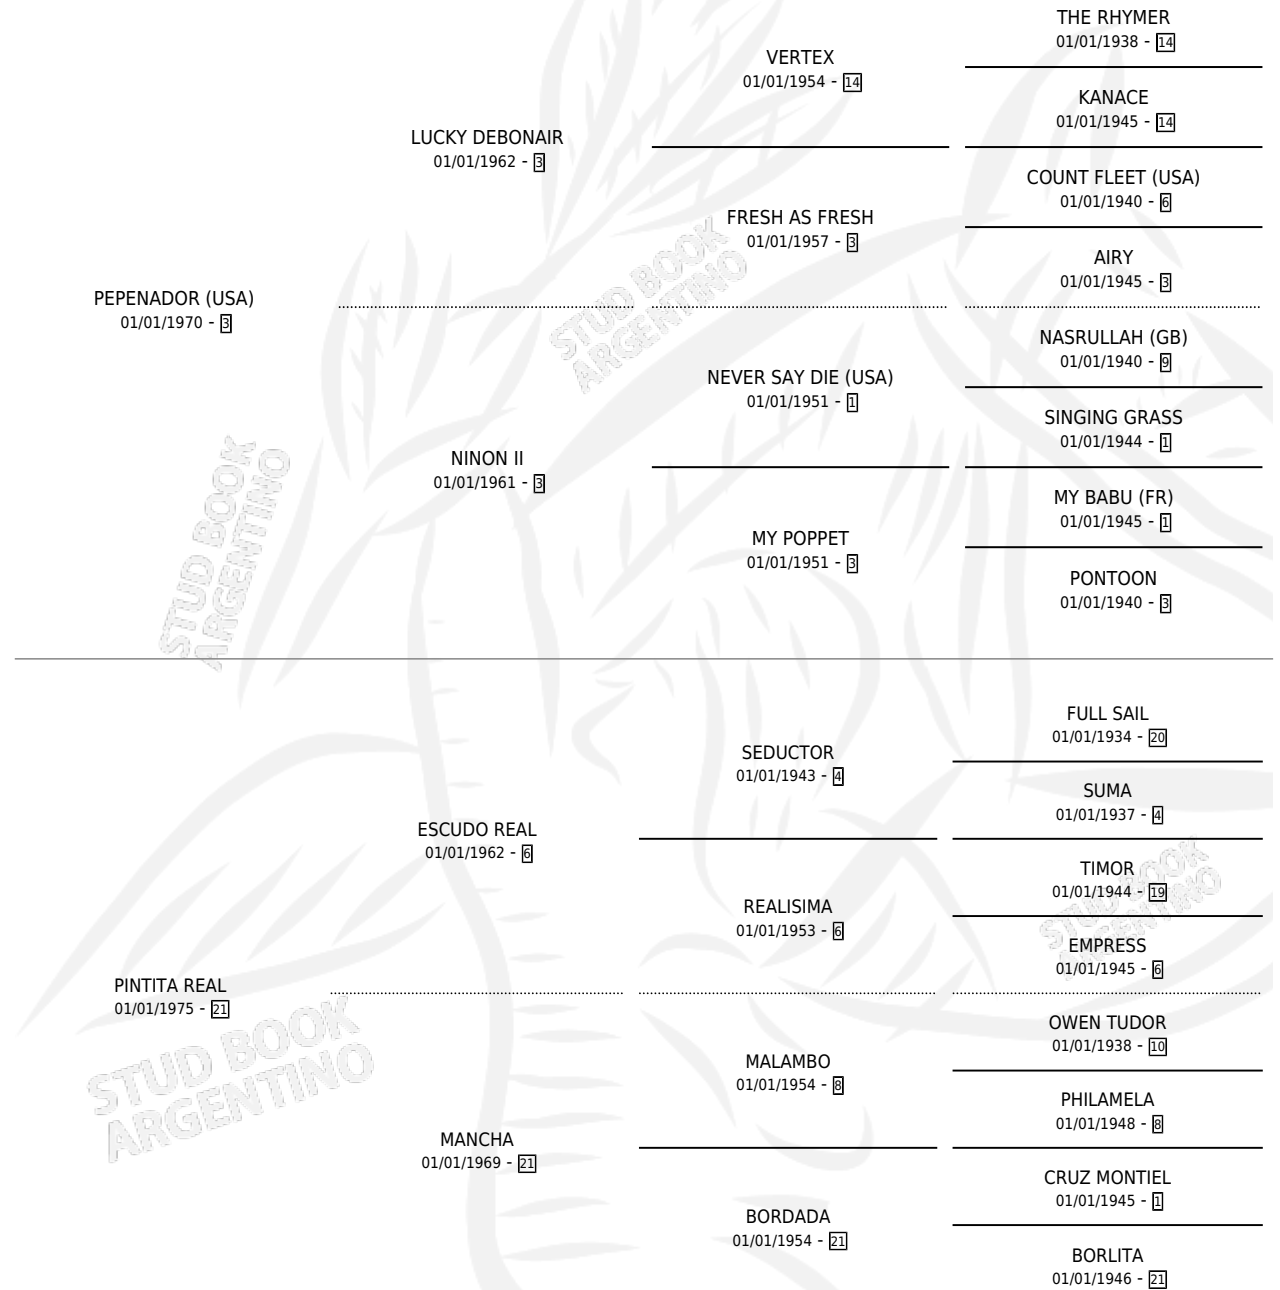 THE RHYMER
01/01/1938 - 14
VERTEX
01/01/1954 - 14
KANACE
01/01/1945 - 14
LUCKY DEBONAIR
01/01/1962 - 3
COUNT FLEET (USA)
01/01/1940 - 6
FRESH AS FRESH
01/01/1957 - 3
AIRY
01/01/1945 - 3
PEPENADOR (USA)
01/01/1970 - 3
NASRULLAH (GB)
01/01/1940 - 9
NEVER SAY DIE (USA)
01/01/1951 - 1
SINGING GRASS
01/01/1944 - 1
NINON II
01/01/1961 - 3
MY BABU (FR)
01/01/1945 - 1
MY POPPET
01/01/1951 - 3
PONTOON
01/01/1940 - 3
FULL SAIL
01/01/1934 - 20
SEDUCTOR
01/01/1943 - 4
SUMA
01/01/1937 - 4
ESCUDO REAL
01/01/1962 - 6
TIMOR
01/01/1944 - 19
REALISIMA
01/01/1953 - 6
EMPRESS
01/01/1945 - 6
PINTITA REAL
01/01/1975 - 21
OWEN TUDOR
01/01/1938 - 10
MALAMBO
01/01/1954 - 8
PHILAMELA
01/01/1948 - 8
MANCHA
01/01/1969 - 21
CRUZ MONTIEL
01/01/1945 - 1
BORDADA
01/01/1954 - 21
BORLITA
01/01/1946 - 21
STUD BOOK
ARGENTINO
STUD BOOK
ARGENTINO
STUD BOOK
ARGENTINO
STUD BOOK
ARGENTINO